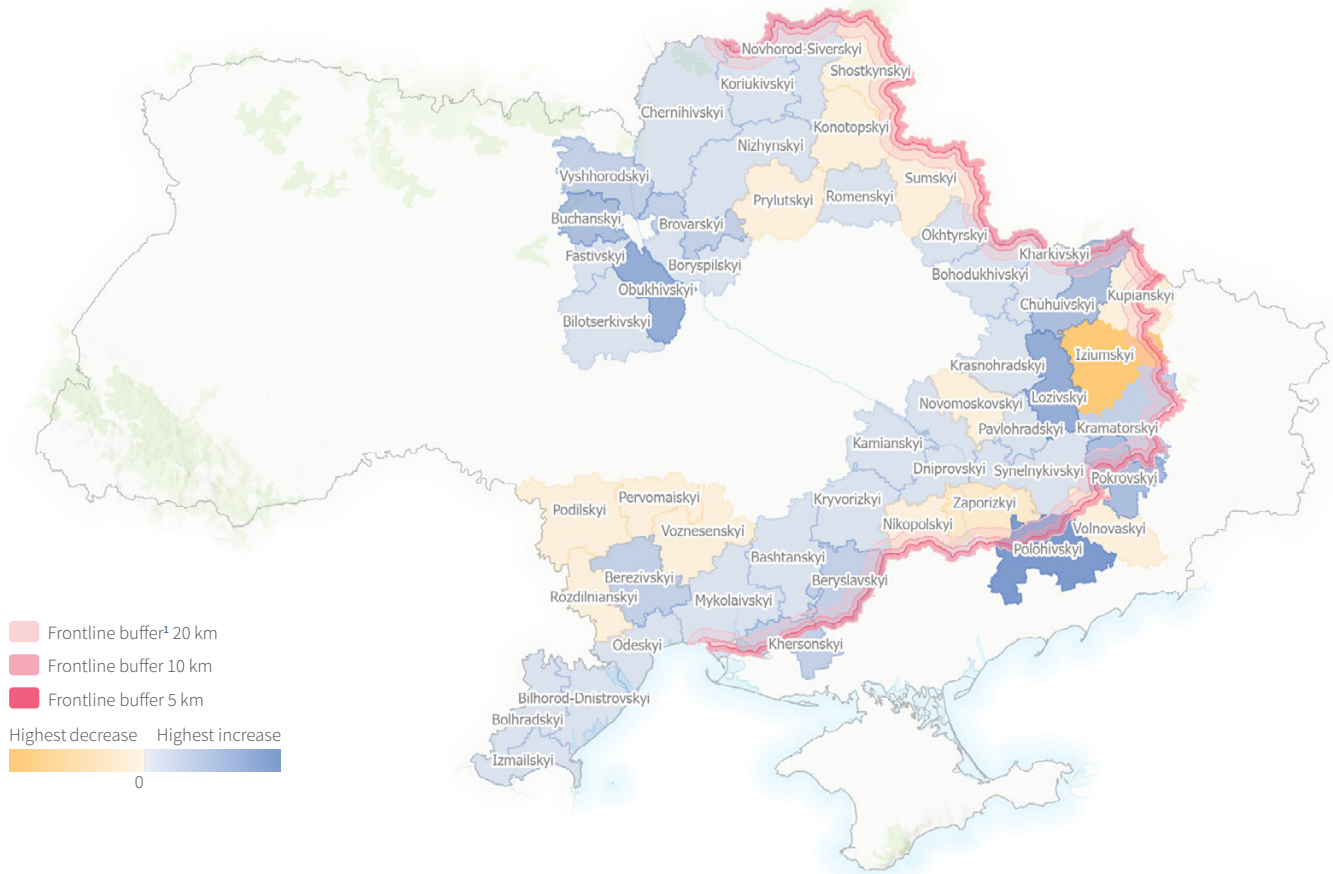 Novhorod-Siverskyi
Shostkynskyi
Koriukivskyi
Chernihivskyi
Konotopskyi
Nizhynskyi
Vyshhorodskyi
Sumskyi
Prylutskyi
Romenskyi
Buchanskyi
Brovarskyi
Okhtyrskyi
Fastivskyi
Kharkivskyi
Boryspilskyi
Bohodukhivskyi
Obukhivskyi
Kupianskyi
Chuhuivskyi
Bilotserkivskyi
Iziumskyi
Krasnohradskyi
Lozivskyi
Novomoskovskyi
Pavlohradskyi
Kramatorskyi
Kamianskyi
Dniprovskyi
Synelnykivskyi
Pokrovskyi
Pervomaiskyi
Kryvorizkyi
Zaporizkyi
Podilskyi
Nikopolskyi
Voznesenskyi
Volnovaskyi
Polohivskyi
Bashtanskyi
Berezivskyi
Beryslavskyi
Rozdilnianskyi
Mykolaivskyi
Odeskyi
Khersonskyi
Bilhorod-Dnistrovskyi
Bolhradskyi
Izmailskyi
Frontline buffer¹ 20 km
Frontline buffer 10 km
Frontline buffer 5 km
Highest decrease Highest increase
0